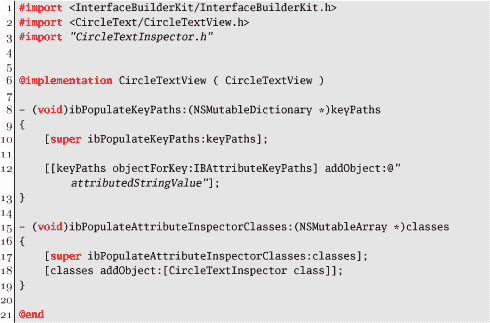 1 #import <InterfaceBuilderKit/InterfaceBuilderKit.h>
2 #import <CircleText/CircleTextView.h>
3 #import "CircleTextInspector.h"
4
5
6 @implementation CircleTextView ( CircleTextView )
7
8 - (void)ibPopulateKeyPaths:(NSMutableDictionary *)keyPaths
9 {
10 [super ibPopulateKeyPaths:keyPaths];
11
12 [[keyPaths objectForKey:IBAttributeKeyPaths] addObject:@"
attributedStringValue"];
13 }
14
15 - (void)ibPopulateAttributeInspectorClasses:(NSMutableArray *)classes
16 {
17 [super ibPopulateAttributeInspectorClasses:classes];
18 [classes addObject:[CircleTextInspector class]];
19 }
20
21 @end